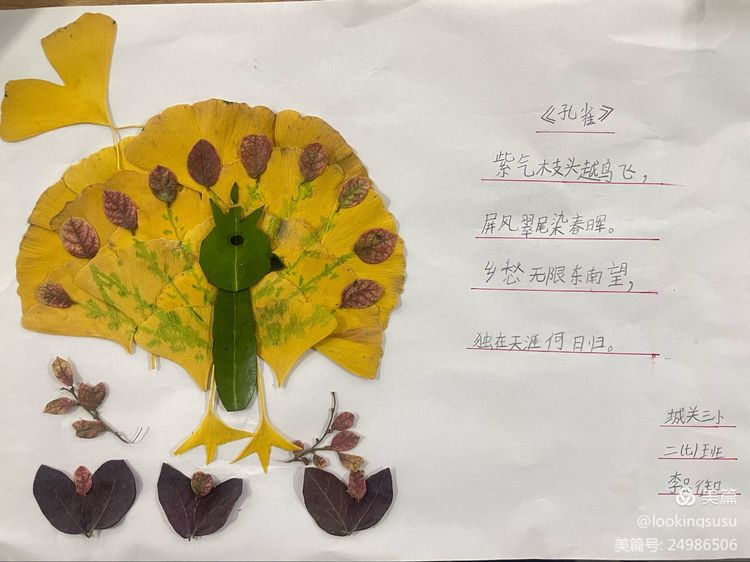 《孔雀》
紫气枝头越鸟飞，
屏风翠尾染春晖。
乡愁无限东南望，
独在天涯何日归。
城关三小
二(七)班
美篇
@lookingsusu
美篇号: 24986506